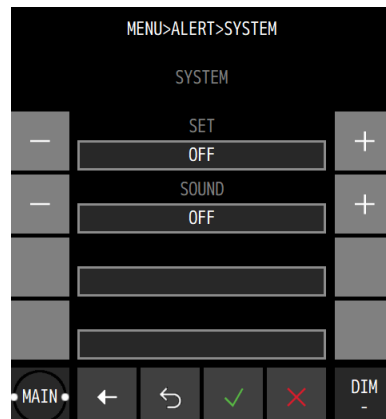 MENU>ALERT>SYSTEM
SYSTEM
SET
− OFF +
SOUND
− OFF +
MAIN DIM
-